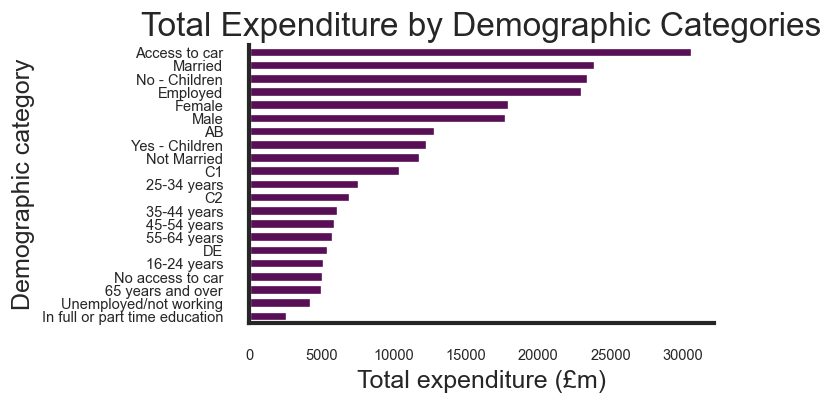 Total Expenditure by Demographic Categories
Demographic category
Access to car
Married
No - Children
Employed
Female
Male
AB
Yes - Children
Not Married
C1
25-34 years
C2
35-44 years
45-54 years
55-64 years
DE
16-24 years
No access to car
65 years and over
Unemployed/not working
In full or part time education
0 5000 10000 15000 20000 25000 30000
Total expenditure (£m)